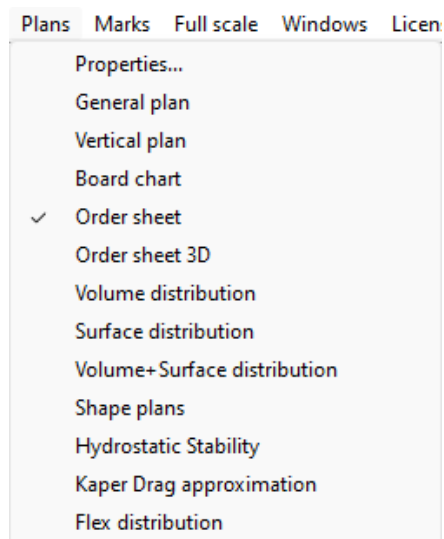 Plans Marks Full scale Windows Licen
Properties...
General plan
Vertical plan
Board chart
Order sheet
Order sheet 3D
Volume distribution
Surface distribution
Volume+Surface distribution
Shape plans
Hydrostatic Stability
Kaper Drag approximation
Flex distribution